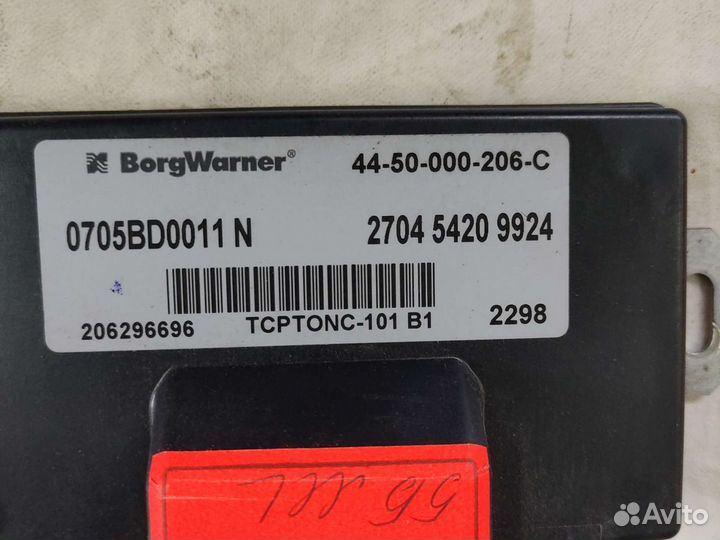 BorgWarner® 44-50-000-206-C
0705BD0011 N 2704 5420 9924
206296696 TCPTONC-101 B1 2298
Avito